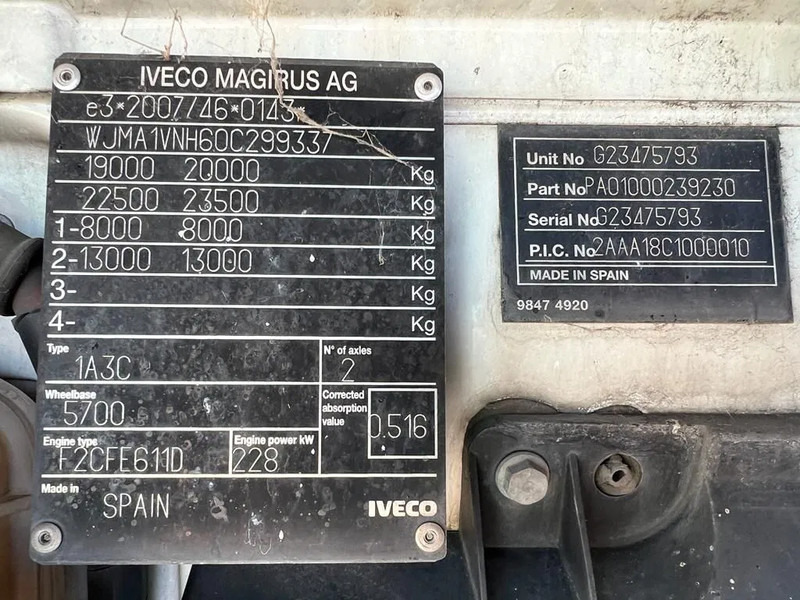 IVECO MAGIRUS AG
e3*2007/46*0143*
WJMA1VNH60C299337
19000 20000 Kg
22500 23500 Kg
1-8000 8000 Kg
2-13000 13000 Kg
3- Kg
4- Kg
Type
1A3C
N° of axles
2
Wheelbase
5700
Corrected
absorption
value
0.516
Engine type
F2CFE611D
Engine power kW
228
Made in
SPAIN
IVECO
Unit No G23475793
Part No PA01000239230
Serial No G23475793
P.I.C. No 2AAA18C1000010
MADE IN SPAIN
9847 4920